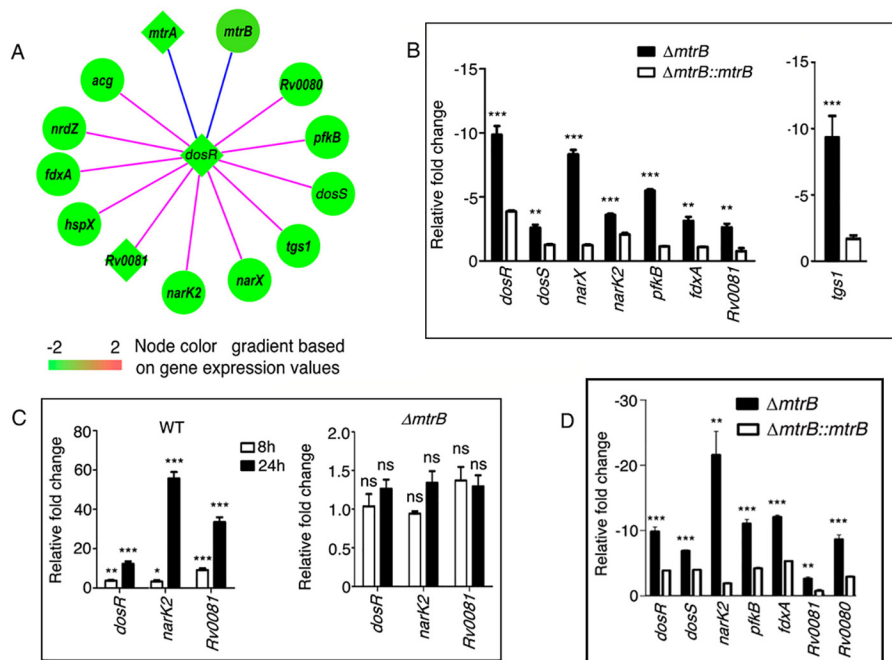 A
mtrA
mtrB
acg
Rv0080
nrdZ
pfkB
dosR
fdxA
dosS
hspX
tgs1
Rv0081
narX
narK2
-2 2 Node color gradient based
on gene expression values
B
ΔmtrB
ΔmtrB::mtrB
Relative fold change
-15
-10
-5
0
***
**
***
***
***
**
**
dosR
dosS
narX
narK2
pfkB
fdxA
Rv0081
-15
-10
-5
0
***
tgs1
C
WT
8h
24h
Relative fold change
80
60
40
20
0
** ***
* ***
*** ***
dosR
narK2
Rv0081
ΔmtrB
Relative fold change
2.0
1.5
1.0
0.5
0.0
ns ns
ns ns
ns ns
dosR
narK2
Rv0081
D
ΔmtrB
ΔmtrB::mtrB
Relative fold change
-30
-20
-10
0
***
***
**
***
***
**
***
dosR
dosS
narK2
pfkB
fdxA
Rv0081
Rv0080